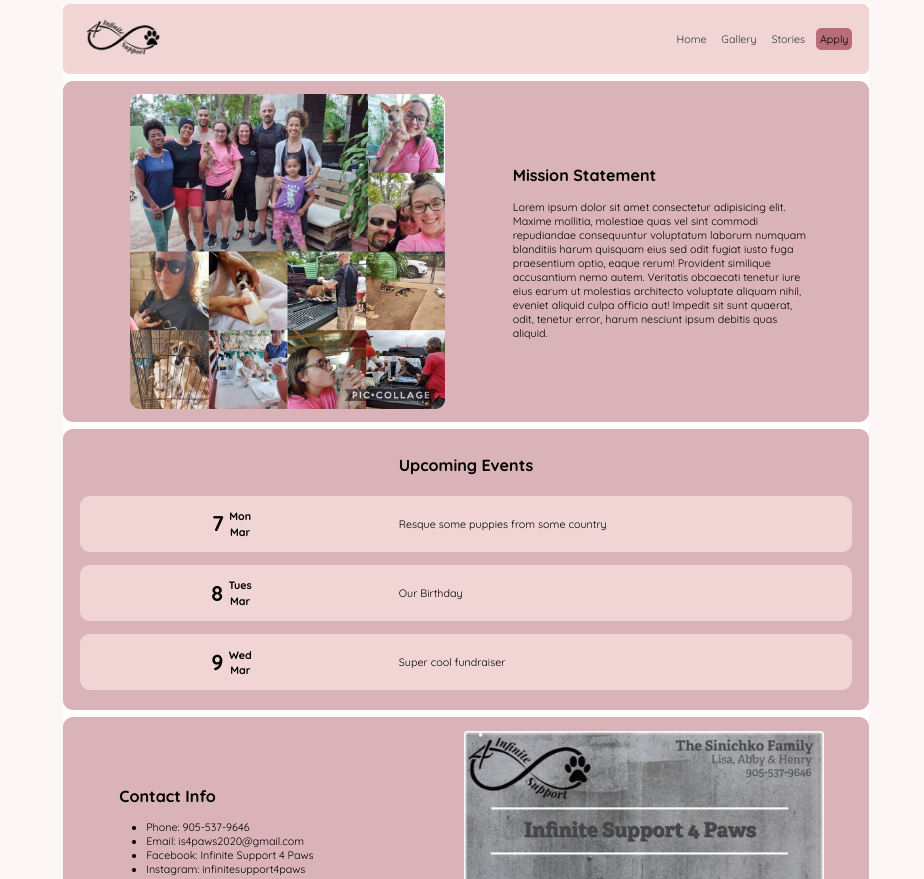 4 Infinite
Support
Home Gallery Stories Apply
PIC•COLLAGE
Mission Statement
Lorem ipsum dolor sit amet consectetur adipisicing elit.
Maxime mollitia, molestiae quas vel sint commodi
repudiandae consequuntur voluptatum laborum numquam
blanditiis harum quisquam eius sed odit fugiat iusto fuga
praesentium optio, eaque rerum! Provident similique
accusantium nemo autem. Veritatis obcaecati tenetur iure
eius earum ut molestias architecto voluptate aliquam nihil,
eveniet aliquid culpa officia aut! Impedit sit sunt quaerat,
odit, tenetur error, harum nesciunt ipsum debitis quas
aliquid.
Upcoming Events
7 Mon
Mar
Resque some puppies from some country
8 Tues
Mar
Our Birthday
9 Wed
Mar
Super cool fundraiser
Contact Info
Phone: 905-537-9646
Email: is4paws2020@gmail.com
Facebook: Infinite Support 4 Paws
Instagram: infinitesupport4paws
4 Infinite
Support
The Sinichko Family
Lisa, Abby & Henry
905-537-9646
Infinite Support 4 Paws